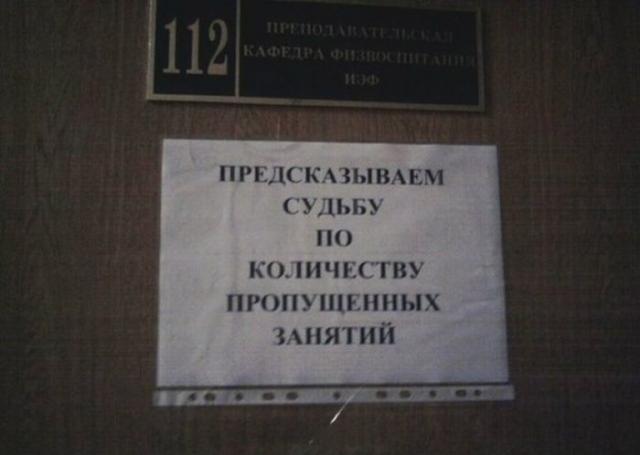 112
ПРЕПОДАВАТЕЛЬСКАЯ
КАФЕДРА ФИЗВОСПИТАНИЯ
ИЭФ
ПРЕДСКАЗЫВАЕМ
СУДЬБУ
ПО
КОЛИЧЕСТВУ
ПРОПУЩЕННЫХ
ЗАНЯТИЙ